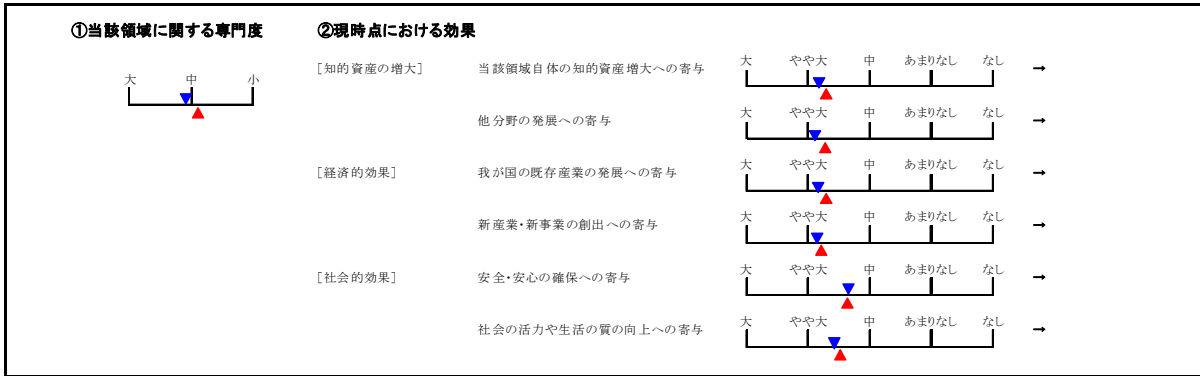 ①当該領域に関する専門度
②現時点における効果
大 中 小
[知的資産の増大] 当該領域自体の知的資産増大への寄与 大 やや大 中 あまりなし なし →
他分野の発展への寄与 大 やや大 中 あまりなし なし →
[経済的効果] 我が国の既存産業の発展への寄与 大 やや大 中 あまりなし なし →
新産業・新事業の創出への寄与 大 やや大 中 あまりなし なし →
[社会的効果] 安全・安心の確保への寄与 大 やや大 中 あまりなし なし →
社会の活力や生活の質の向上への寄与 大 やや大 中 あまりなし なし →